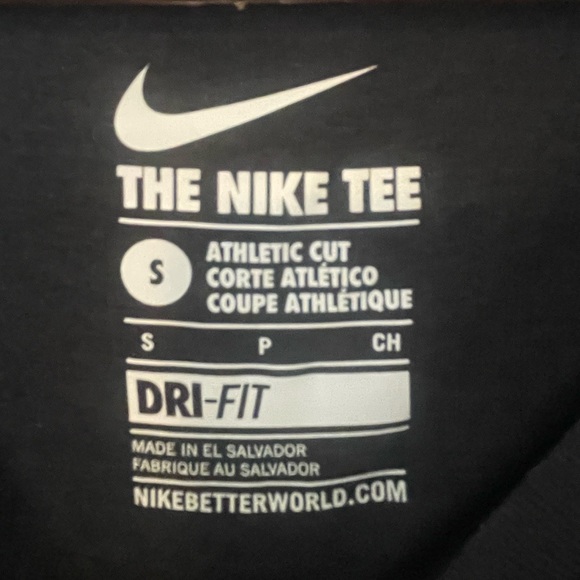 THE NIKE TEE
S
ATHLETIC CUT
CORTE ATLÉTICO
COUPE ATHLÉTIQUE
S P CH
DRI-FIT
MADE IN EL SALVADOR
FABRIQUE AU SALVADOR
NIKEBETTERWORLD.COM